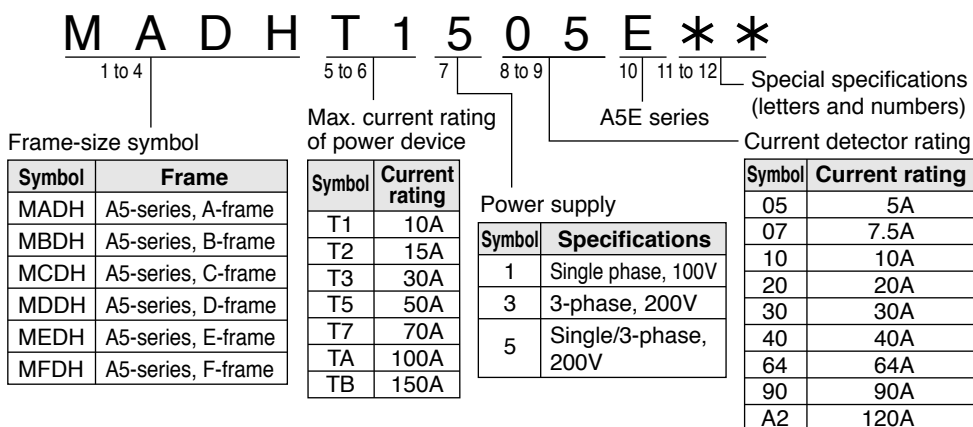 M A D H T 1 5 0 5 E * *
1 to 4 5 to 6 7 8 to 9 10 11 to 12
Special specifications
(letters and numbers)
A5E series
Max. current rating
of power device
Frame-size symbol
Symbol Frame
MADH A5-series, A-frame
MBDH A5-series, B-frame
MCDH A5-series, C-frame
MDDH A5-series, D-frame
MEDH A5-series, E-frame
MFDH A5-series, F-frame
Symbol Current
rating
T1 10A
T2 15A
T3 30A
T5 50A
T7 70A
TA 100A
TB 150A
Power supply
Symbol Specifications
1 Single phase, 100V
3 3-phase, 200V
5 Single/3-phase,
200V
Current detector rating
Symbol Current rating
05 5A
07 7.5A
10 10A
20 20A
30 30A
40 40A
64 64A
90 90A
A2 120A